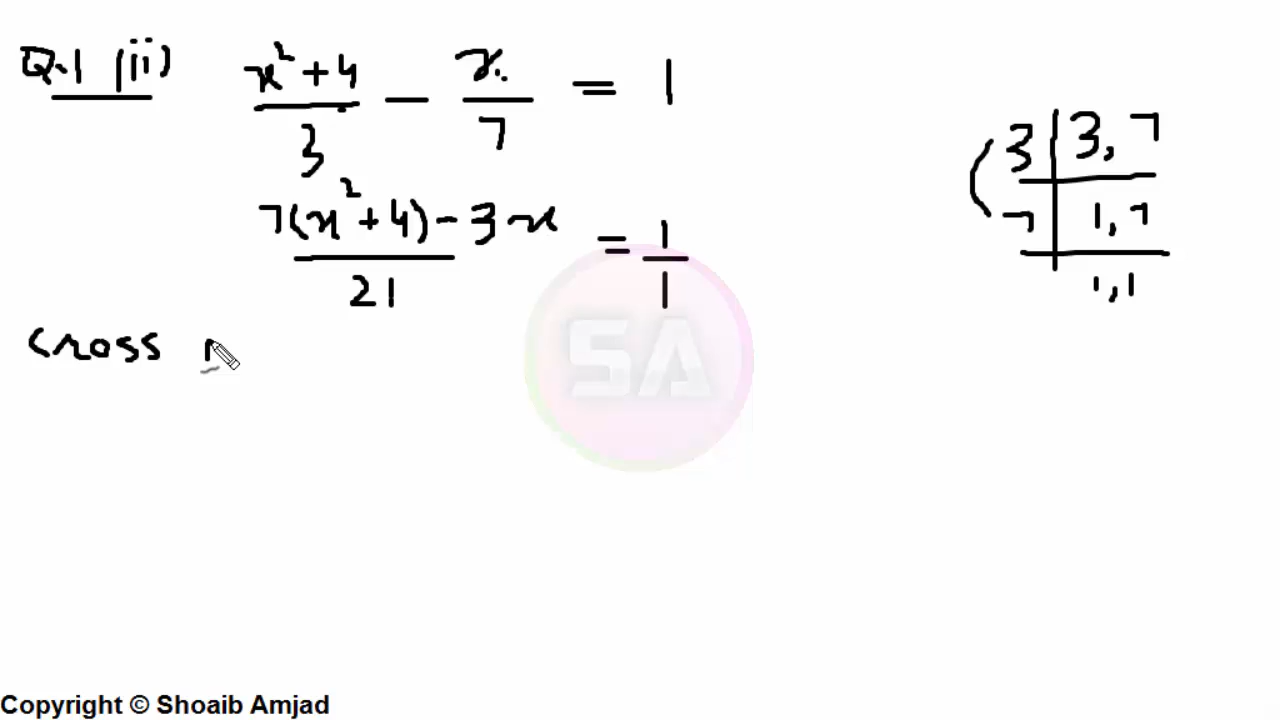 Q.1 (ii) x²+4/3 - x/7 = 1
3 | 3, 7
7(x²+4) - 3x/21 = 1/1
7 | 1, 7
1, 1
Cross
SA
Copyright © Shoaib Amjad